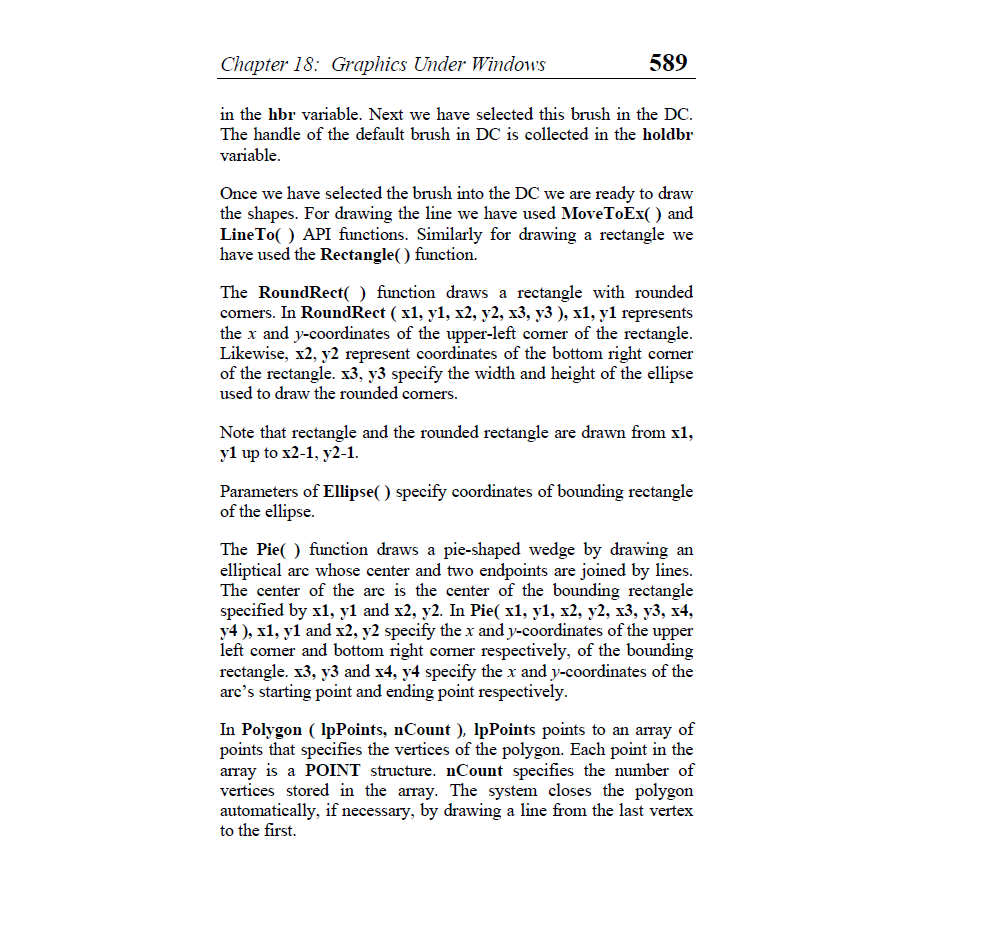 Chapter 18: Graphics Under Windows 589
in the hbr variable. Next we have selected this brush in the DC.
The handle of the default brush in DC is collected in the holdbr
variable.
Once we have selected the brush into the DC we are ready to draw
the shapes. For drawing the line we have used MoveToEx( ) and
LineTo( ) API functions. Similarly for drawing a rectangle we
have used the Rectangle( ) function.
The RoundRect( ) function draws a rectangle with rounded
corners. In RoundRect ( x1, y1, x2, y2, x3, y3 ), x1, y1 represents
the x and y-coordinates of the upper-left corner of the rectangle.
Likewise, x2, y2 represent coordinates of the bottom right corner
of the rectangle. x3, y3 specify the width and height of the ellipse
used to draw the rounded corners.
Note that rectangle and the rounded rectangle are drawn from x1,
y1 up to x2-1, y2-1.
Parameters of Ellipse( ) specify coordinates of bounding rectangle
of the ellipse.
The Pie( ) function draws a pie-shaped wedge by drawing an
elliptical arc whose center and two endpoints are joined by lines.
The center of the arc is the center of the bounding rectangle
specified by x1, y1 and x2, y2. In Pie( x1, y1, x2, y2, x3, y3, x4,
y4 ), x1, y1 and x2, y2 specify the x and y-coordinates of the upper
left corner and bottom right corner respectively, of the bounding
rectangle. x3, y3 and x4, y4 specify the x and y-coordinates of the
arc’s starting point and ending point respectively.
In Polygon ( lpPoints, nCount ), lpPoints points to an array of
points that specifies the vertices of the polygon. Each point in the
array is a POINT structure. nCount specifies the number of
vertices stored in the array. The system closes the polygon
automatically, if necessary, by drawing a line from the last vertex
to the first.